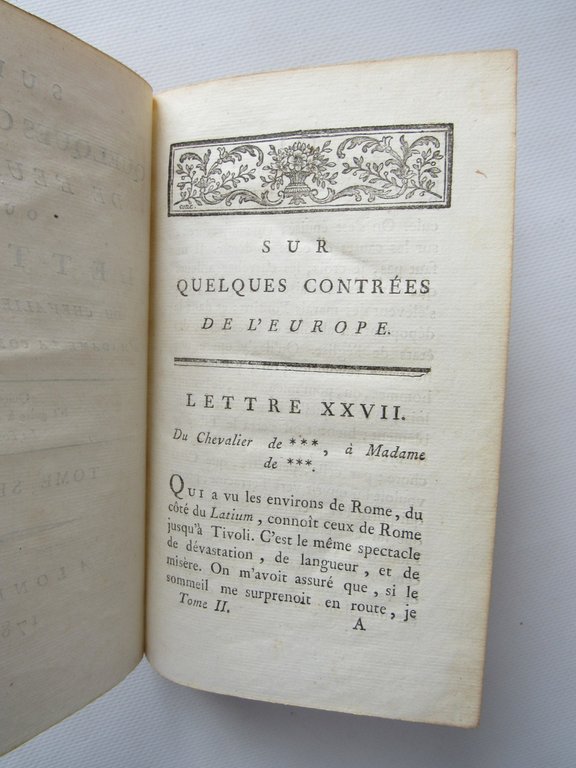 SUR
QUELQUES CONTRÉES
DE L'EUROPE.
LETTRE XXVII.
Du Chevalier de ***, à Madame
de ***.
QUI a vu les environs de Rome, du
côté du Latium, connoît ceux de Rome
jusqu'à Tivoli. C'est le même spectacle
de dévastation, de langueur, et de
misère. On m'avoit assuré que, si le
sommeil me surprenoit en route, je
Tome II.
A